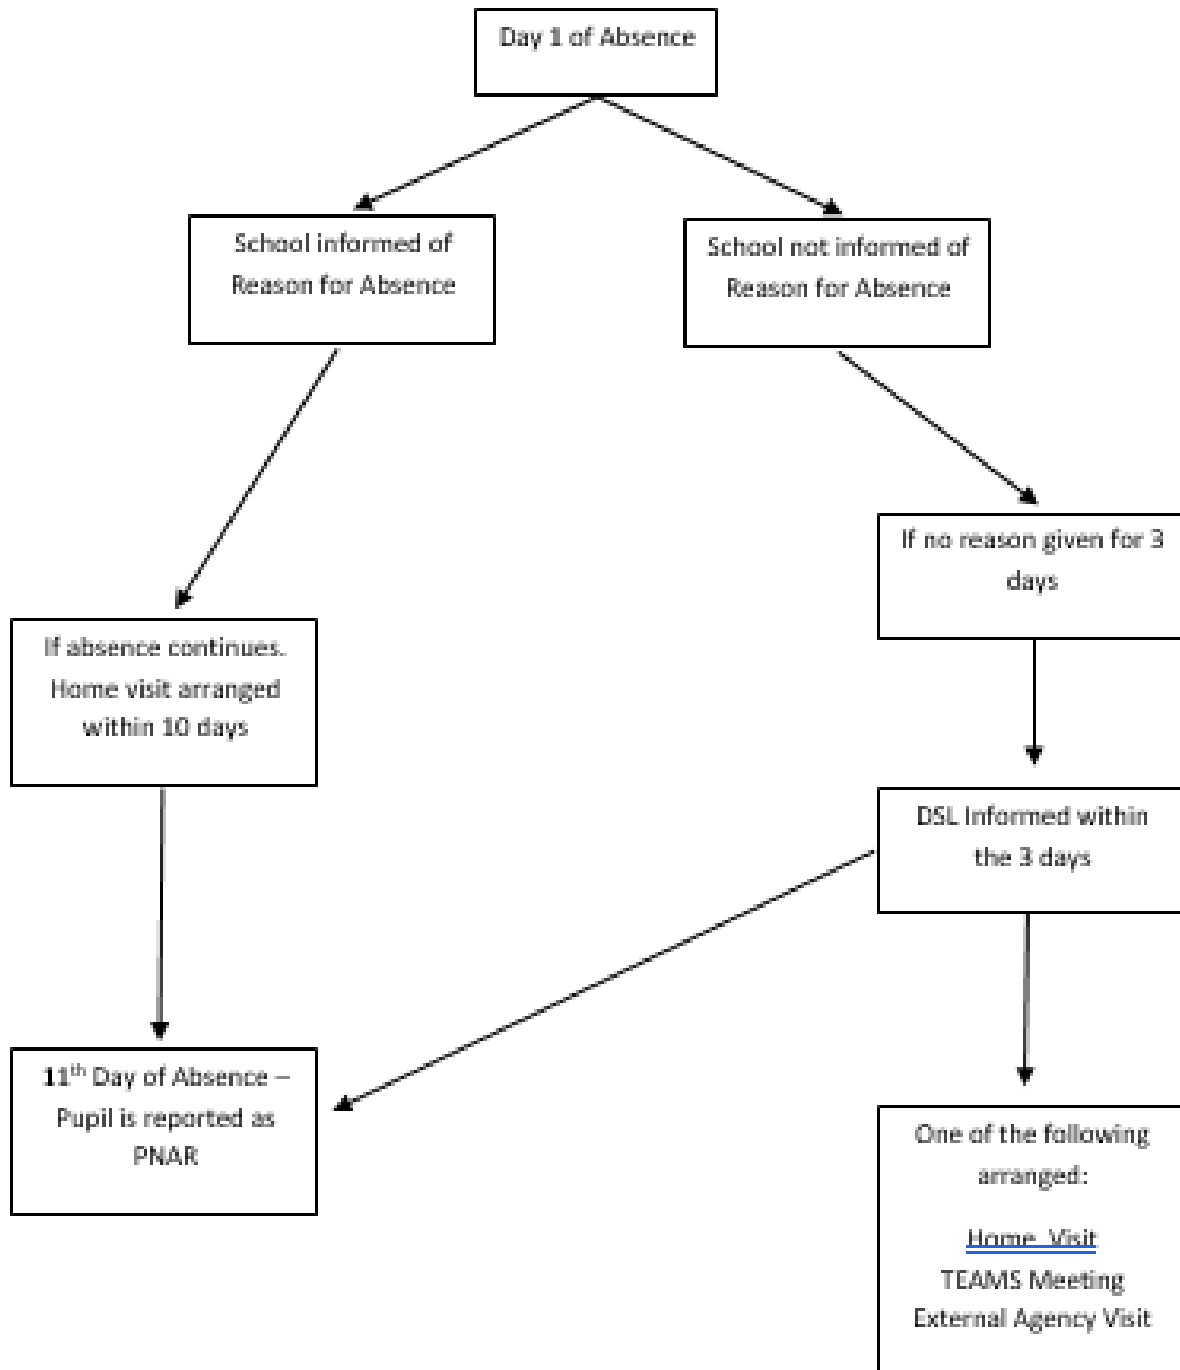 Day 1 of Absence
School informed of
Reason for Absence
School not informed of
Reason for Absence
If no reason given for 3
days
If absence continues.
Home visit arranged
within 10 days
DSL Informed within
the 3 days
11th Day of Absence –
Pupil is reported as
PNAR
One of the following
arranged:
Home Visit
TEAMS Meeting
External Agency Visit